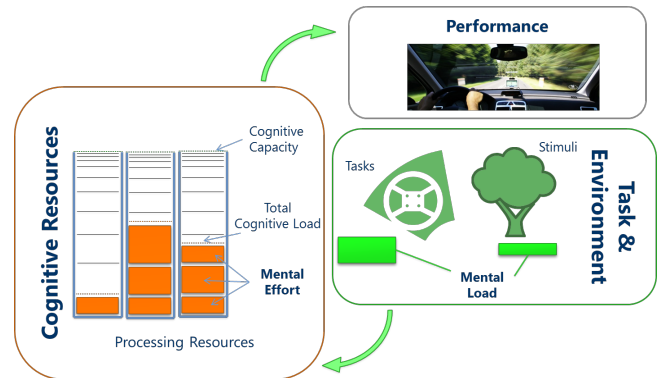 Performance
Cognitive Resources
Cognitive
Capacity
Total
Cognitive Load
Mental
Effort
Processing Resources
Tasks
Stimuli
Task &
Environment
Mental
Load